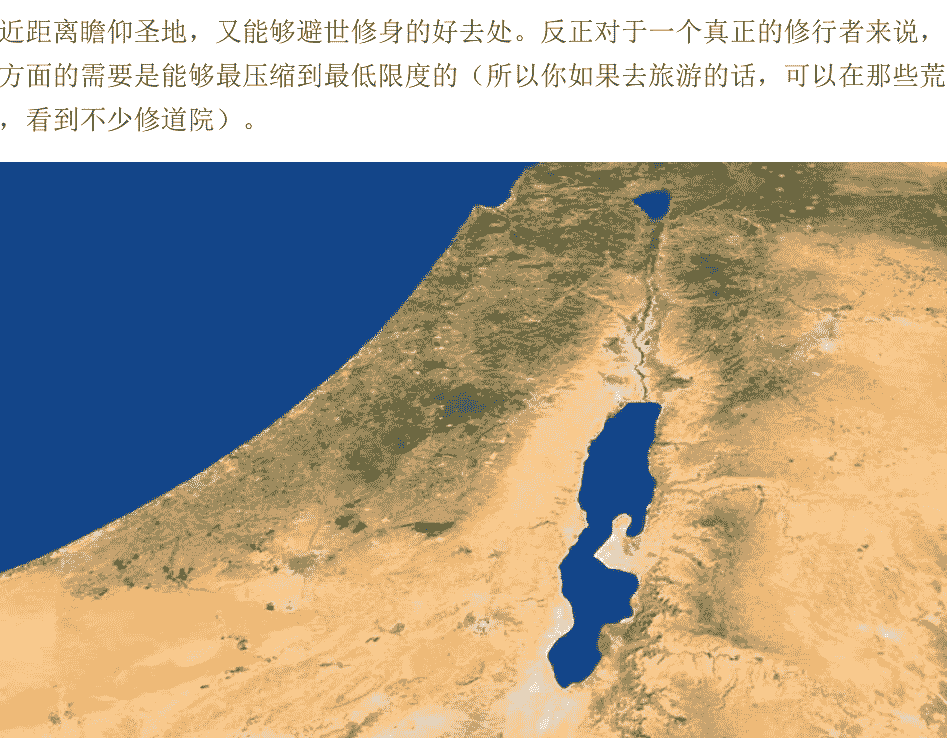 近距离瞻仰圣地，又能够避世修身的好去处。反正对于一个真正的修行者来说，
方面的需要是能够最压缩到最低限度的（所以你如果去旅游的话，可以在那些荒
，看到不少修道院）。